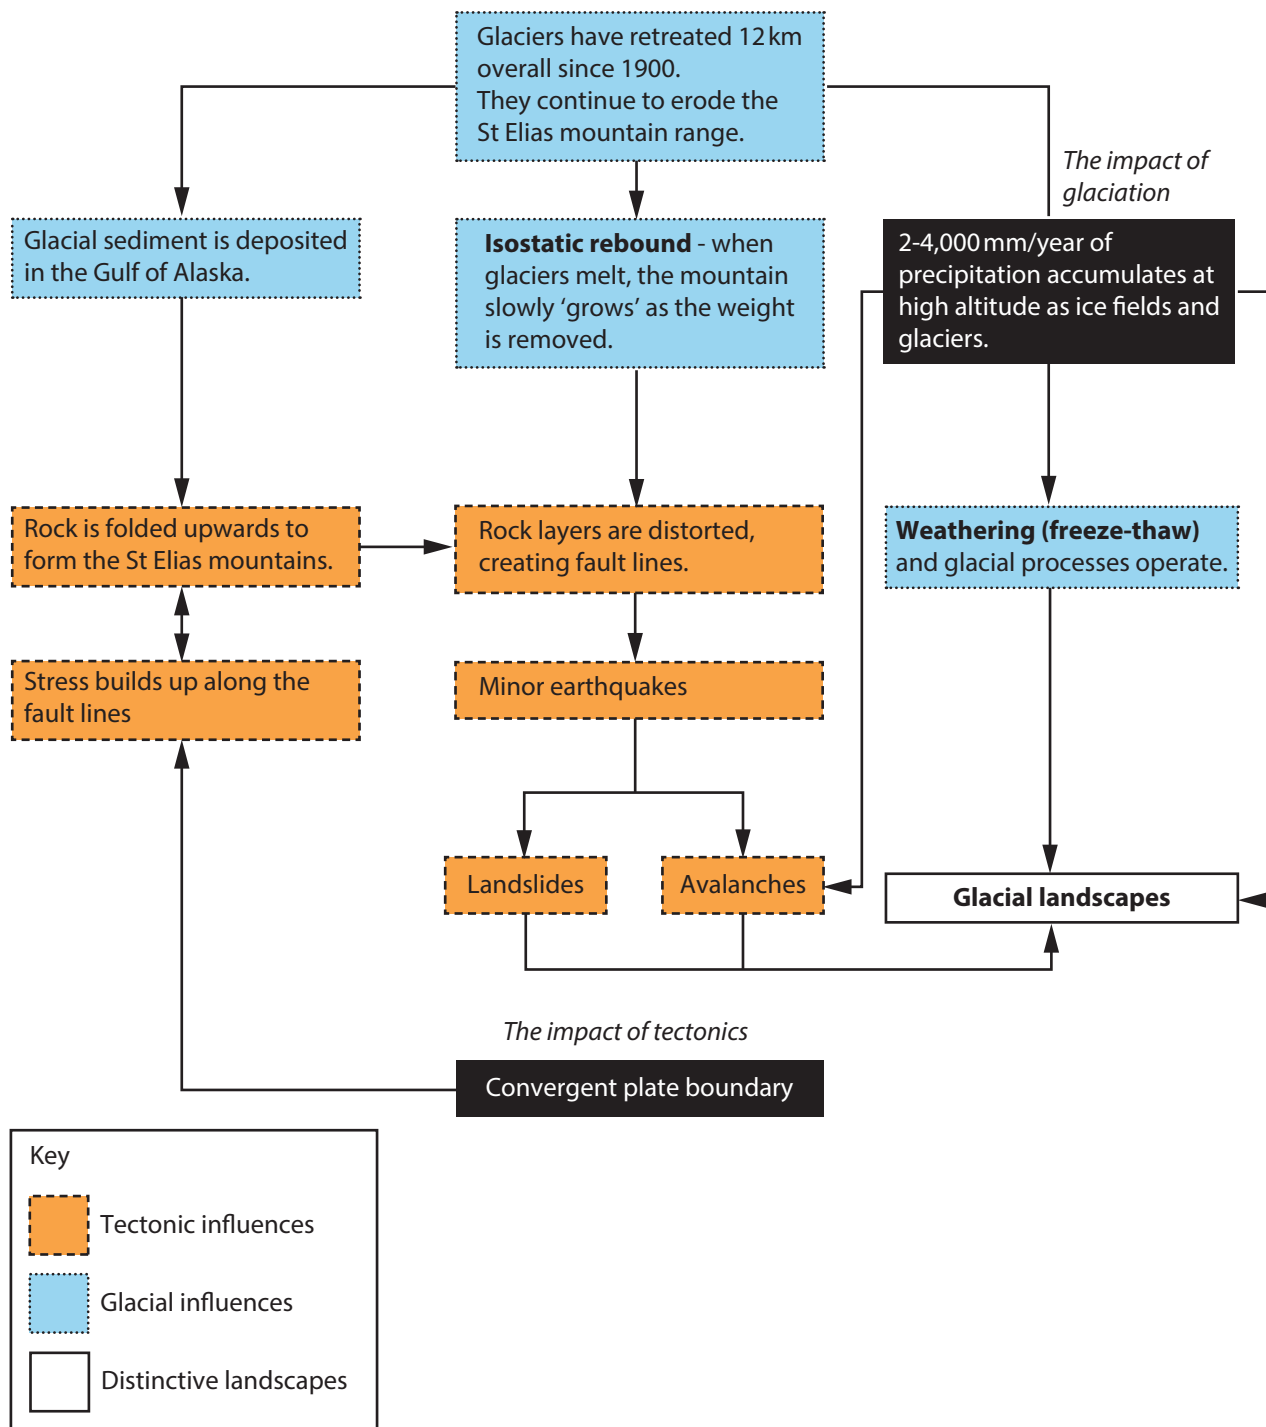 Glaciers have retreated 12 km
overall since 1900.
They continue to erode the
St Elias mountain range.
The impact of
glaciation
Glacial sediment is deposited
in the Gulf of Alaska.
Isostatic rebound - when
glaciers melt, the mountain
slowly ‘grows’ as the weight
is removed.
2-4,000 mm/year of
precipitation accumulates at
high altitude as ice fields and
glaciers.
Rock is folded upwards to
form the St Elias mountains.
Rock layers are distorted,
creating fault lines.
Weathering (freeze-thaw)
and glacial processes operate.
Stress builds up along the
fault lines
Minor earthquakes
Landslides
Avalanches
Glacial landscapes
The impact of tectonics
Convergent plate boundary
Key
Tectonic influences
Glacial influences
Distinctive landscapes